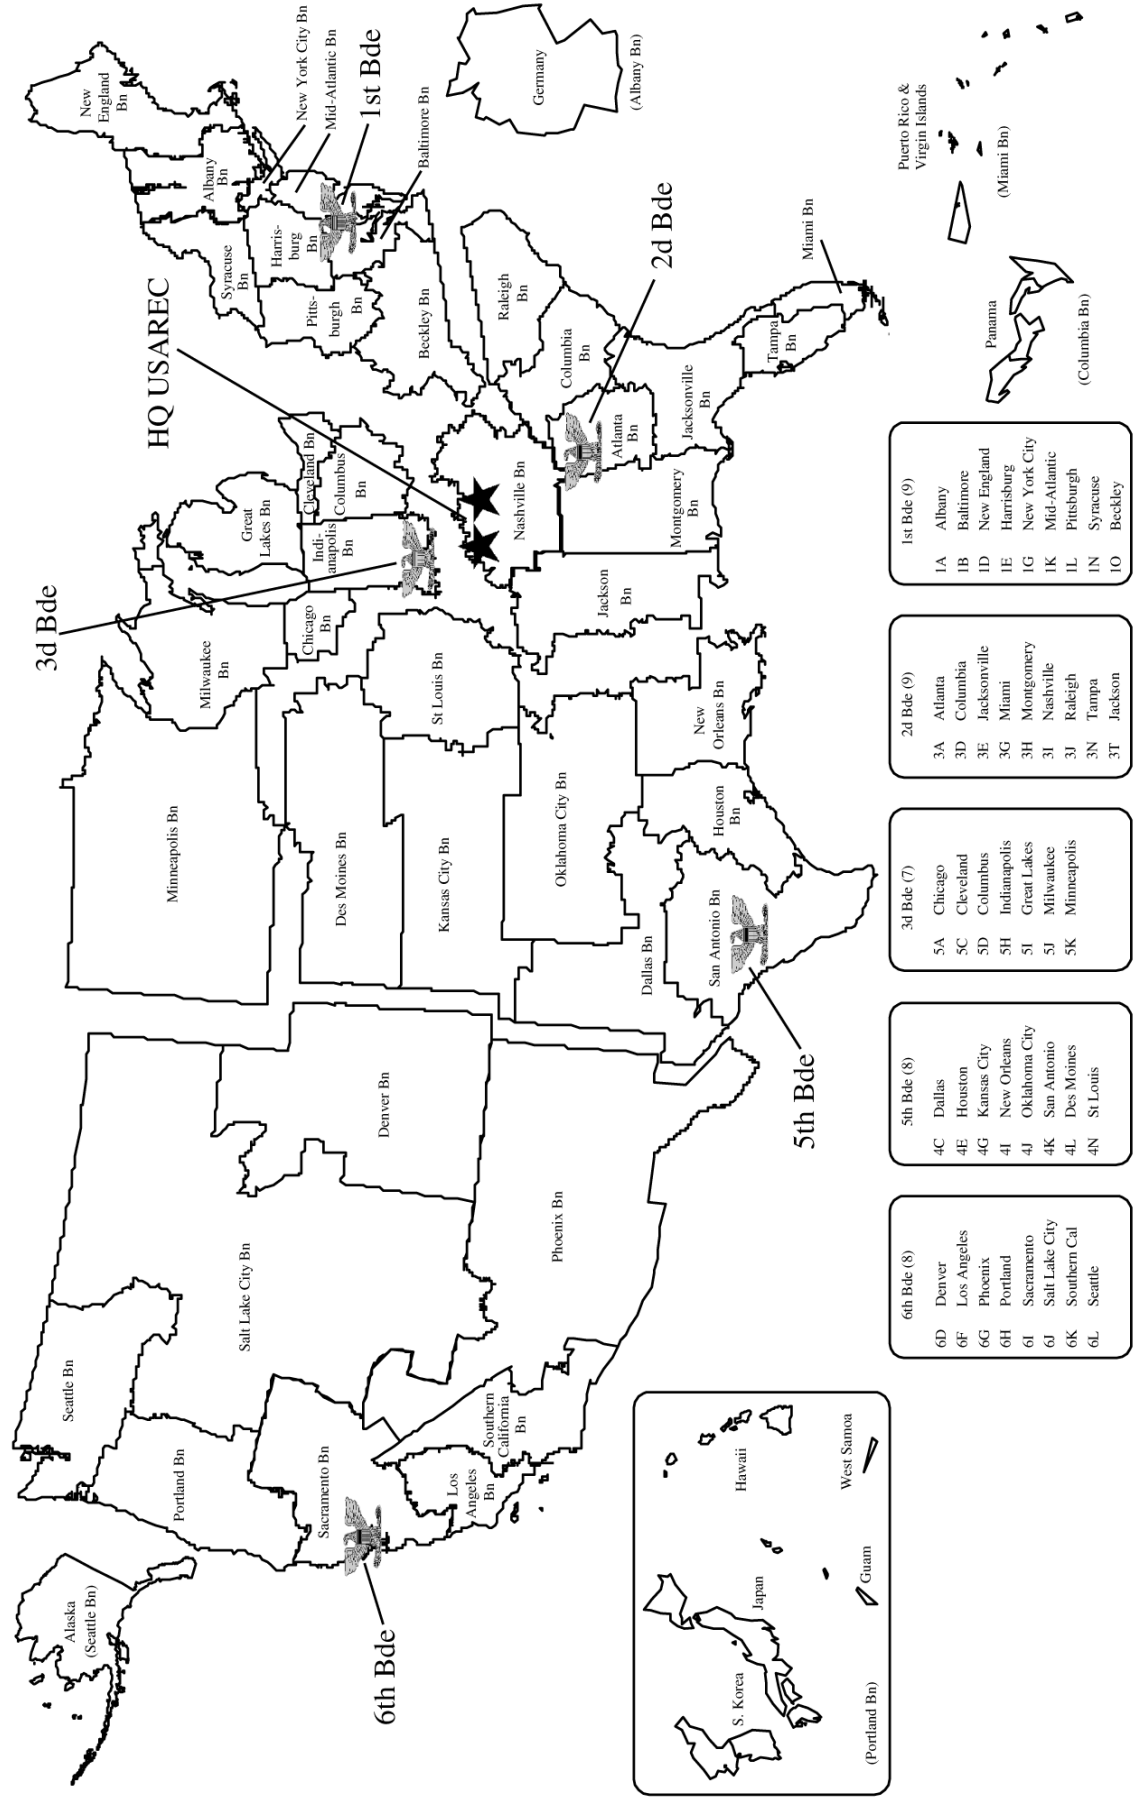 Alaska
(Seattle Bn)
Seattle Bn
Portland Bn
Salt Lake City Bn
Sacramento Bn
6th Bde
Los
Angeles
Bn
Southern
California
Bn
Denver Bn
Phoenix Bn
Minneapolis Bn
Des Moines Bn
Kansas City Bn
Oklahoma City Bn
Dallas Bn
San Antonio Bn
5th Bde
Houston
Bn
New
Orleans Bn
St Louis Bn
Milwaukee
Bn
Chicago
Bn
3d Bde
Great
Lakes Bn
Indi-
anapolis
Bn
Cleveland Bn
Columbus
Bn
HQ USAREC
Nashville Bn
Jackson
Bn
Montgomery
Bn
Atlanta
Bn
2d Bde
Jacksonville
Bn
Tampa
Bn
Miami Bn
Columbia
Bn
Raleigh
Bn
Beckley Bn
Pitts-
burgh
Bn
Syracuse
Bn
Harris-
burg
Bn
Albany
Bn
New
England
Bn
New York City Bn
Mid-Atlantic Bn
1st Bde
Baltimore Bn
Germany
(Albany Bn)
Puerto Rico &
Virgin Islands
(Miami Bn)
Panama
(Columbia Bn)
S. Korea
Japan
Hawaii
Guam
West Samoa
(Portland Bn)
6th Bde (8)
6D Denver
6F Los Angeles
6G Phoenix
6H Portland
6I Sacramento
6J Salt Lake City
6K Southern Cal
6L Seattle
5th Bde (8)
4C Dallas
4E Houston
4G Kansas City
4I New Orleans
4J Oklahoma City
4K San Antonio
4L Des Moines
4N St Louis
3d Bde (7)
5A Chicago
5C Cleveland
5D Columbus
5H Indianapolis
5I Great Lakes
5J Milwaukee
5K Minneapolis
2d Bde (9)
3A Atlanta
3D Columbia
3E Jacksonville
3G Miami
3H Montgomery
3I Nashville
3J Raleigh
3N Tampa
3T Jackson
1st Bde (9)
1A Albany
1B Baltimore
1D New England
1E Harrisburg
1G New York City
1K Mid-Atlantic
1L Pittsburgh
1N Syracuse
1O Beckley